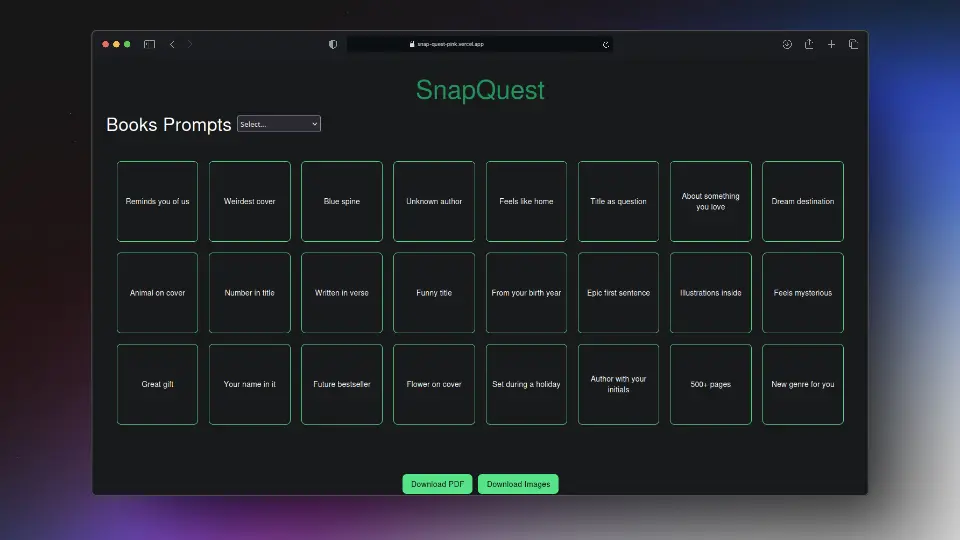 snap-quest-pink.vercel.app
SnapQuest
Books Prompts
Select...
Reminds you of us
Weirdest cover
Blue spine
Unknown author
Feels like home
Title as question
About something
you love
Dream destination
Animal on cover
Number in title
Written in verse
Funny title
From your birth year
Epic first sentence
Illustrations inside
Feels mysterious
Great gift
Your name in it
Future bestseller
Flower on cover
Set during a holiday
Author with your
initials
500+ pages
New genre for you
Download PDF
Download Images